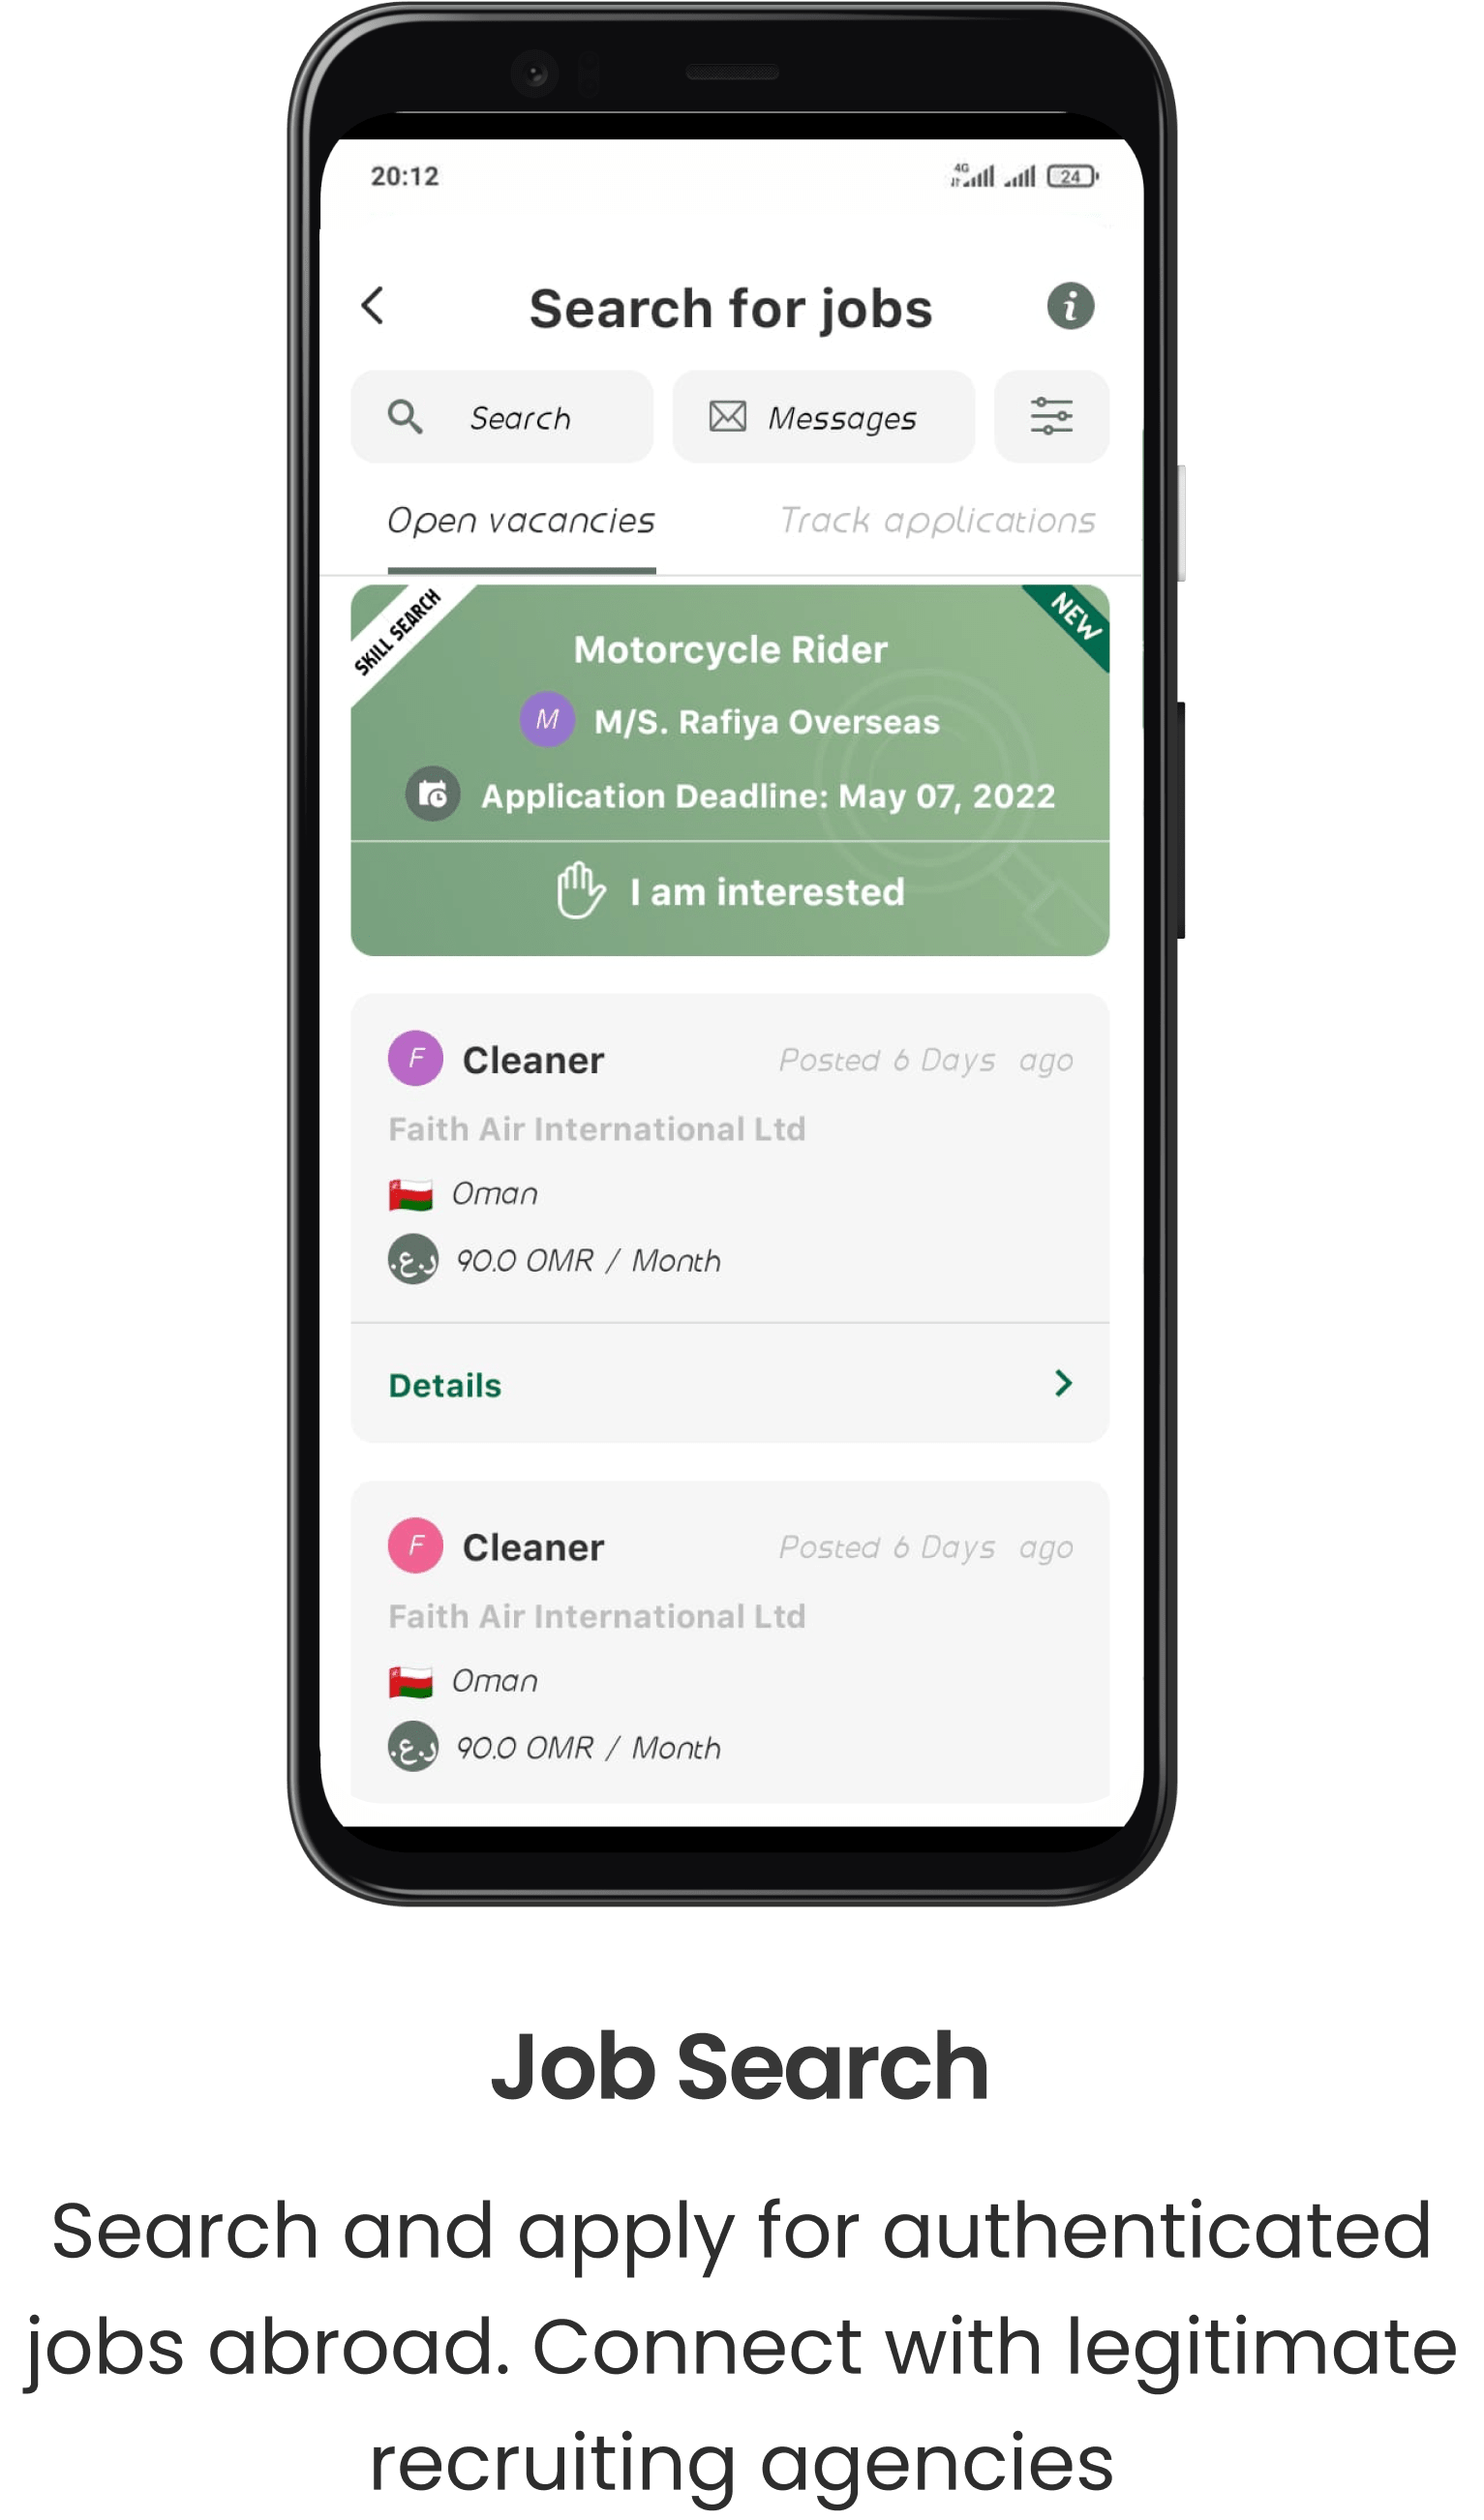 20:12
4G
24
Search for jobs
Search
Messages
Open vacancies
Track applications
SKILL SEARCH
NEW
Motorcycle Rider
M
M/S. Rafiya Overseas
Application Deadline: May 07, 2022
I am interested
F
Cleaner
Posted 6 Days ago
Faith Air International Ltd
Oman
ر.ع.
90.0 OMR / Month
Details
F
Cleaner
Posted 6 Days ago
Faith Air International Ltd
Oman
ر.ع.
90.0 OMR / Month
Job Search
Search and apply for authenticated
jobs abroad. Connect with legitimate
recruiting agencies